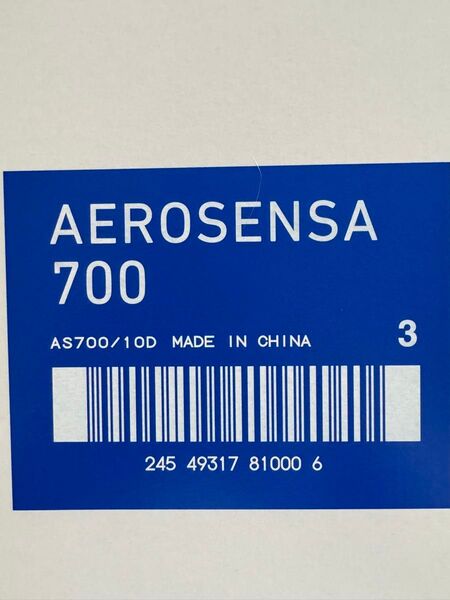 AEROSENSA
700
AS700/10D MADE IN CHINA 3
245 49317 81000 6